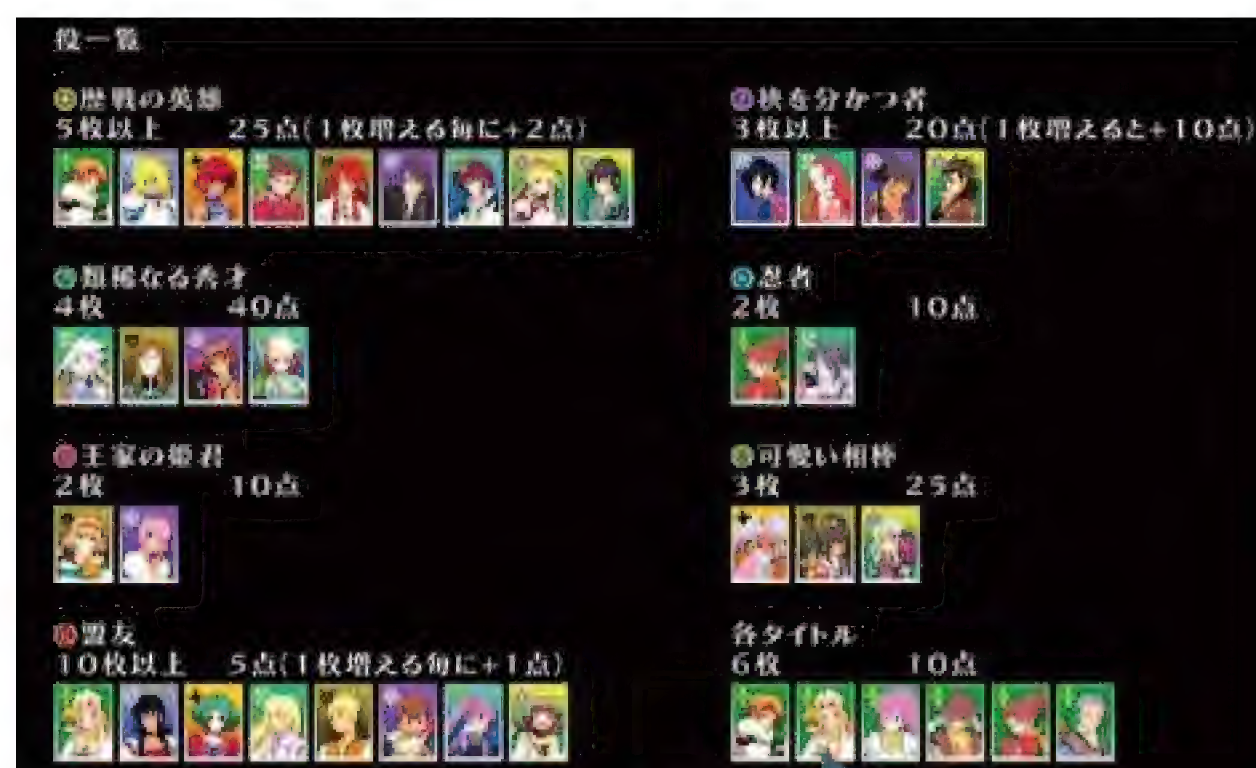 役一覧
歴戦の英雄
5枚以上 25点(1枚増える毎に+2点)
袂を分かつ者
3枚以上 20点(1枚増えると+10点)
類稀なる秀才
4枚 40点
忍者
2枚 10点
王家の姫君
2枚 10点
可愛い相棒
3枚 25点
盟友
10枚以上 5点(1枚増える毎に+1点)
各タイトル
6枚 10点